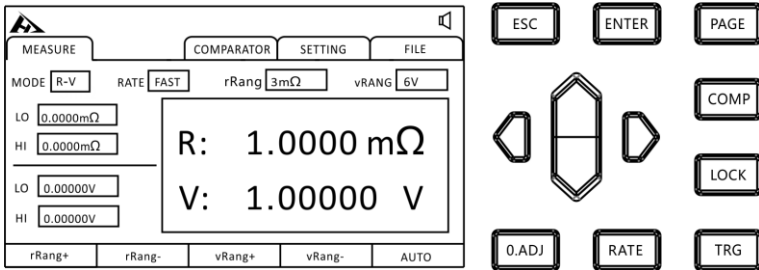 MEASURE COMPARATOR SETTING FILE
MODE R-V RATE FAST rRang 3mΩ vRANG 6V
LO 0.0000mΩ
HI 0.0000mΩ
LO 0.00000V
HI 0.00000V
R: 1.0000 mΩ
V: 1.00000 V
rRang+ rRang- vRang+ vRang- AUTO
ESC ENTER PAGE
COMP
LOCK
0.ADJ RATE TRG